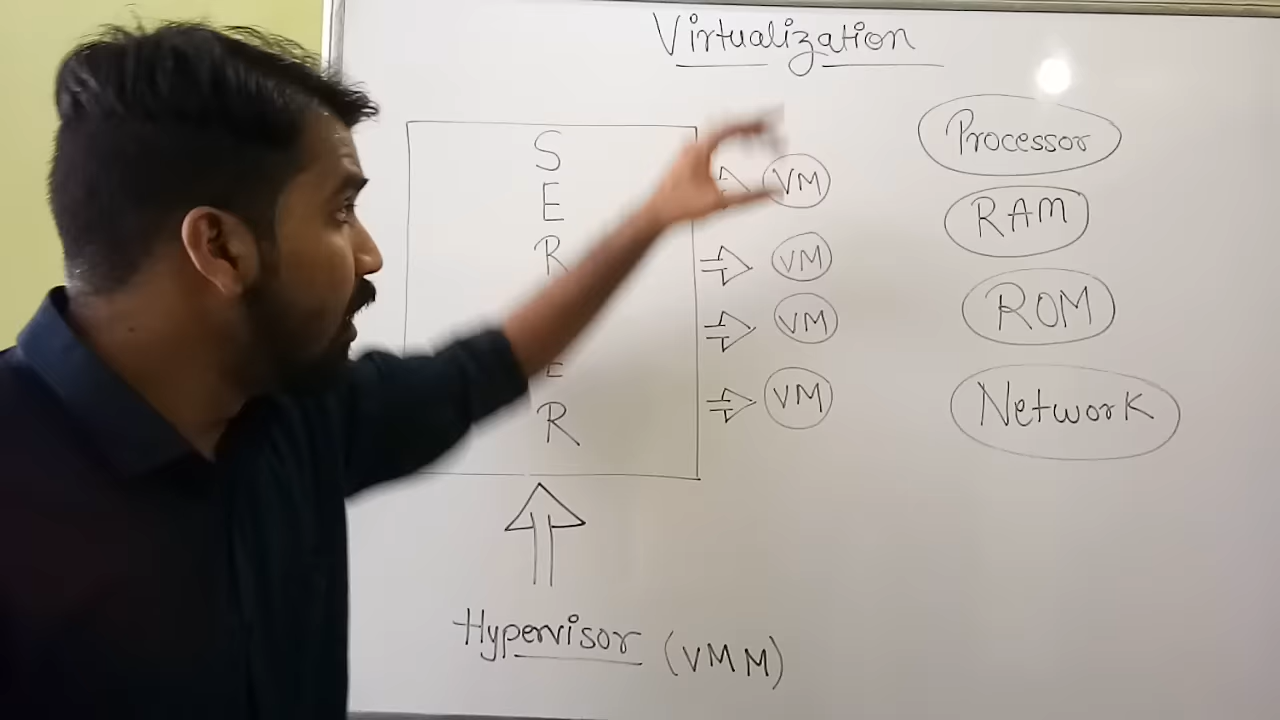 Virtualization
S
E
R
E
R
VM
VM
VM
VM
Processor
RAM
ROM
Network
Hypervisor (VMM)